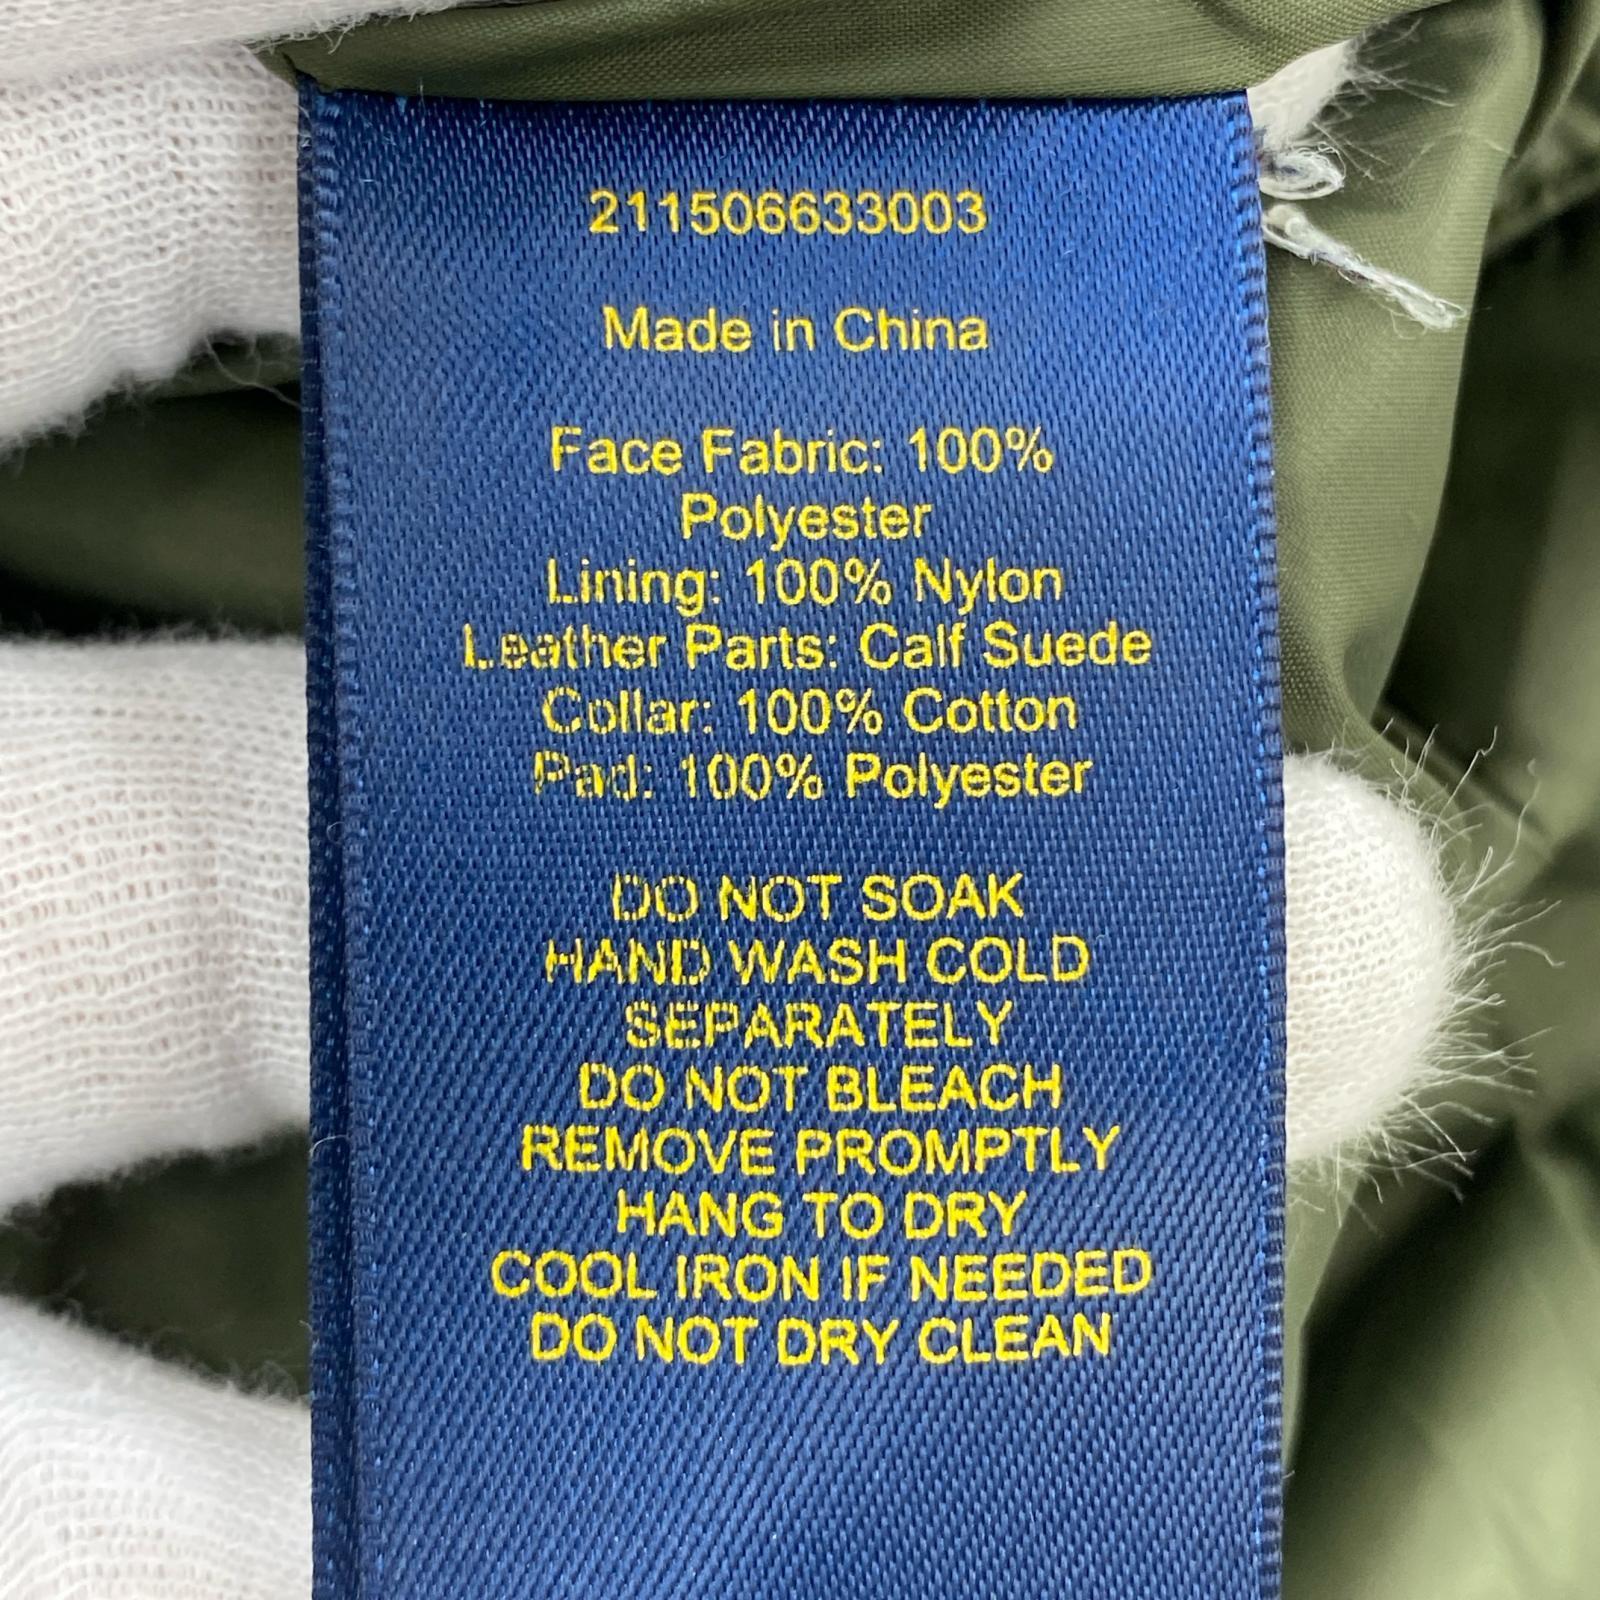 211506633003
Made in China
Face Fabric: 100%
Polyester
Lining: 100% Nylon
Leather Parts: Calf Suede
Collar: 100% Cotton
Pad: 100% Polyester
DO NOT SOAK
HAND WASH COLD
SEPARATELY
DO NOT BLEACH
REMOVE PROMPTLY
HANG TO DRY
COOL IRON IF NEEDED
DO NOT DRY CLEAN